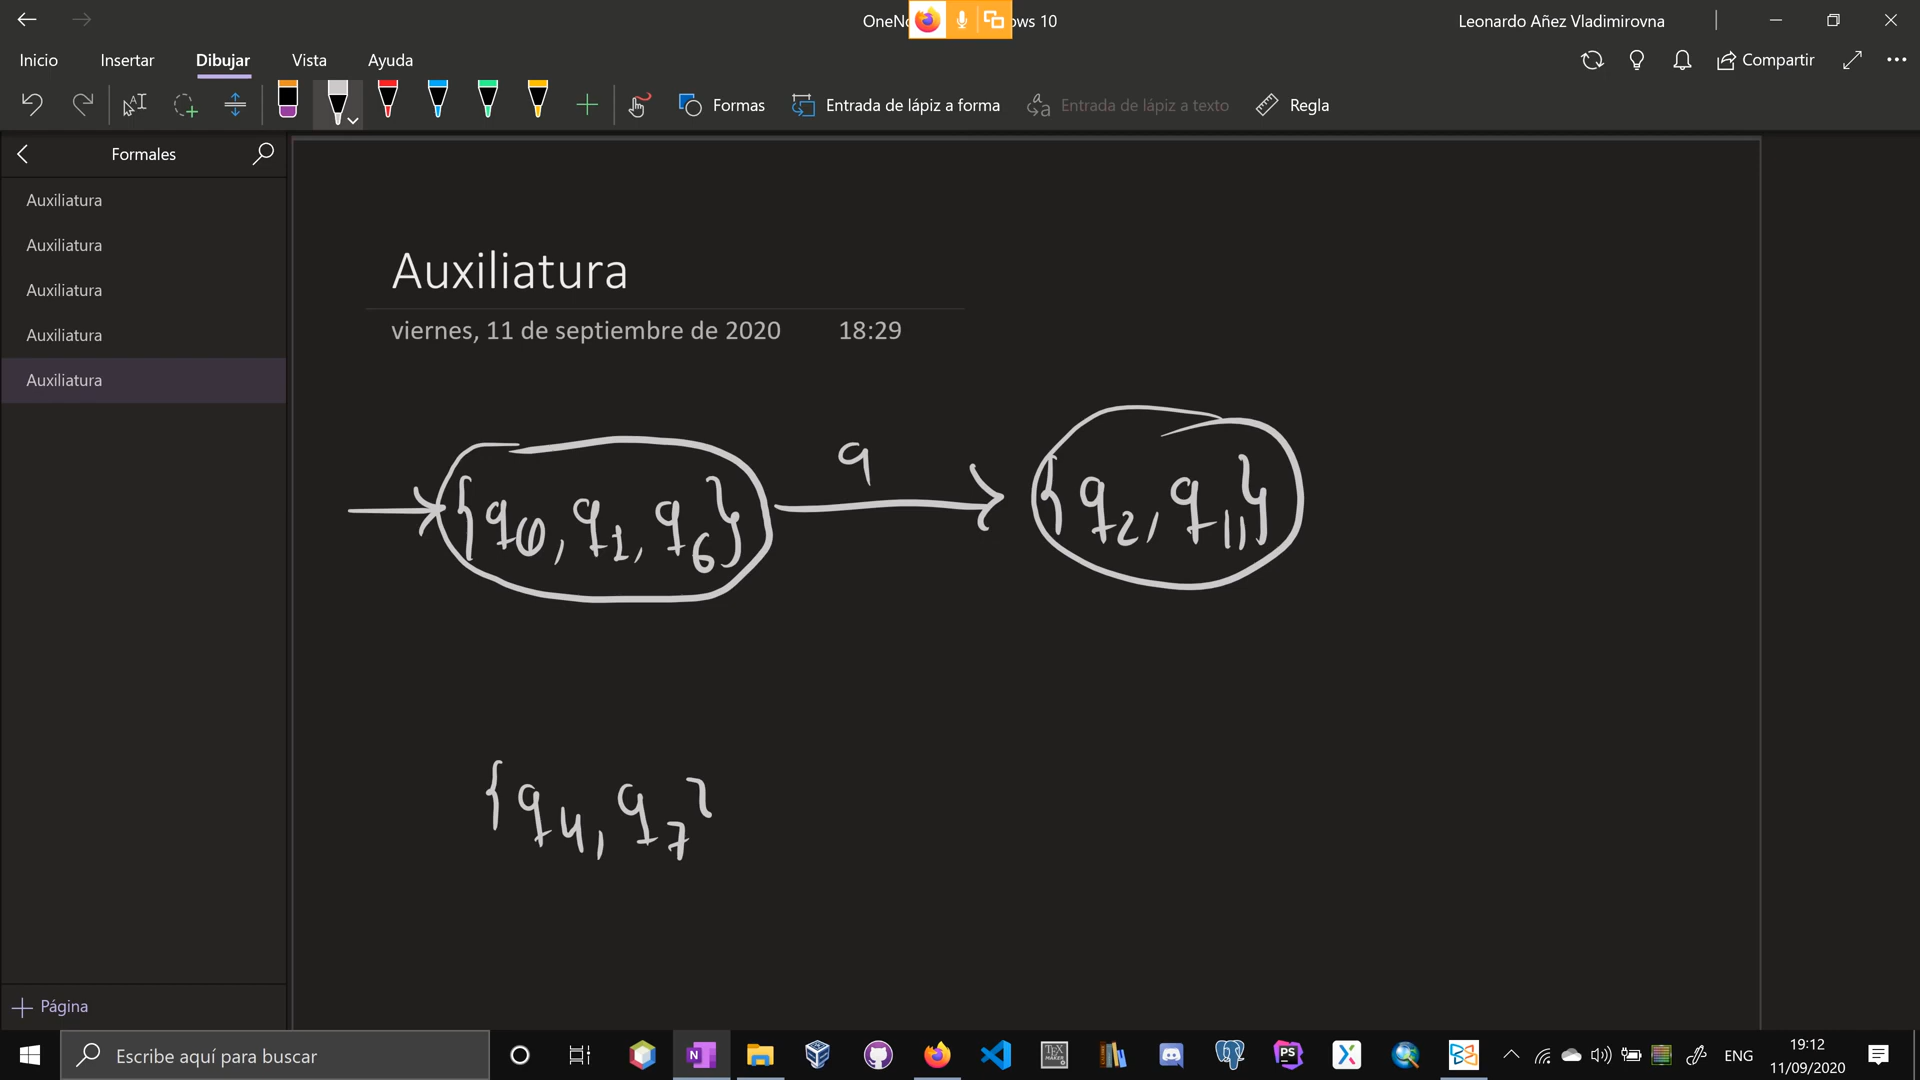 OneNo
ows 10
Leonardo Añez Vladimirovna
Inicio Insertar Dibujar Vista Ayuda
Compartir
Formas Entrada de lápiz a forma Entrada de lápiz a texto Regla
Formales
Auxiliatura
Auxiliatura
Auxiliatura
Auxiliatura
Auxiliatura
Auxiliatura
viernes, 11 de septiembre de 2020 18:29
a
{q0, q1, q6} {q2, q11}
{q4, q7}
Página
Escribe aquí para buscar
ENG
19:12
11/09/2020